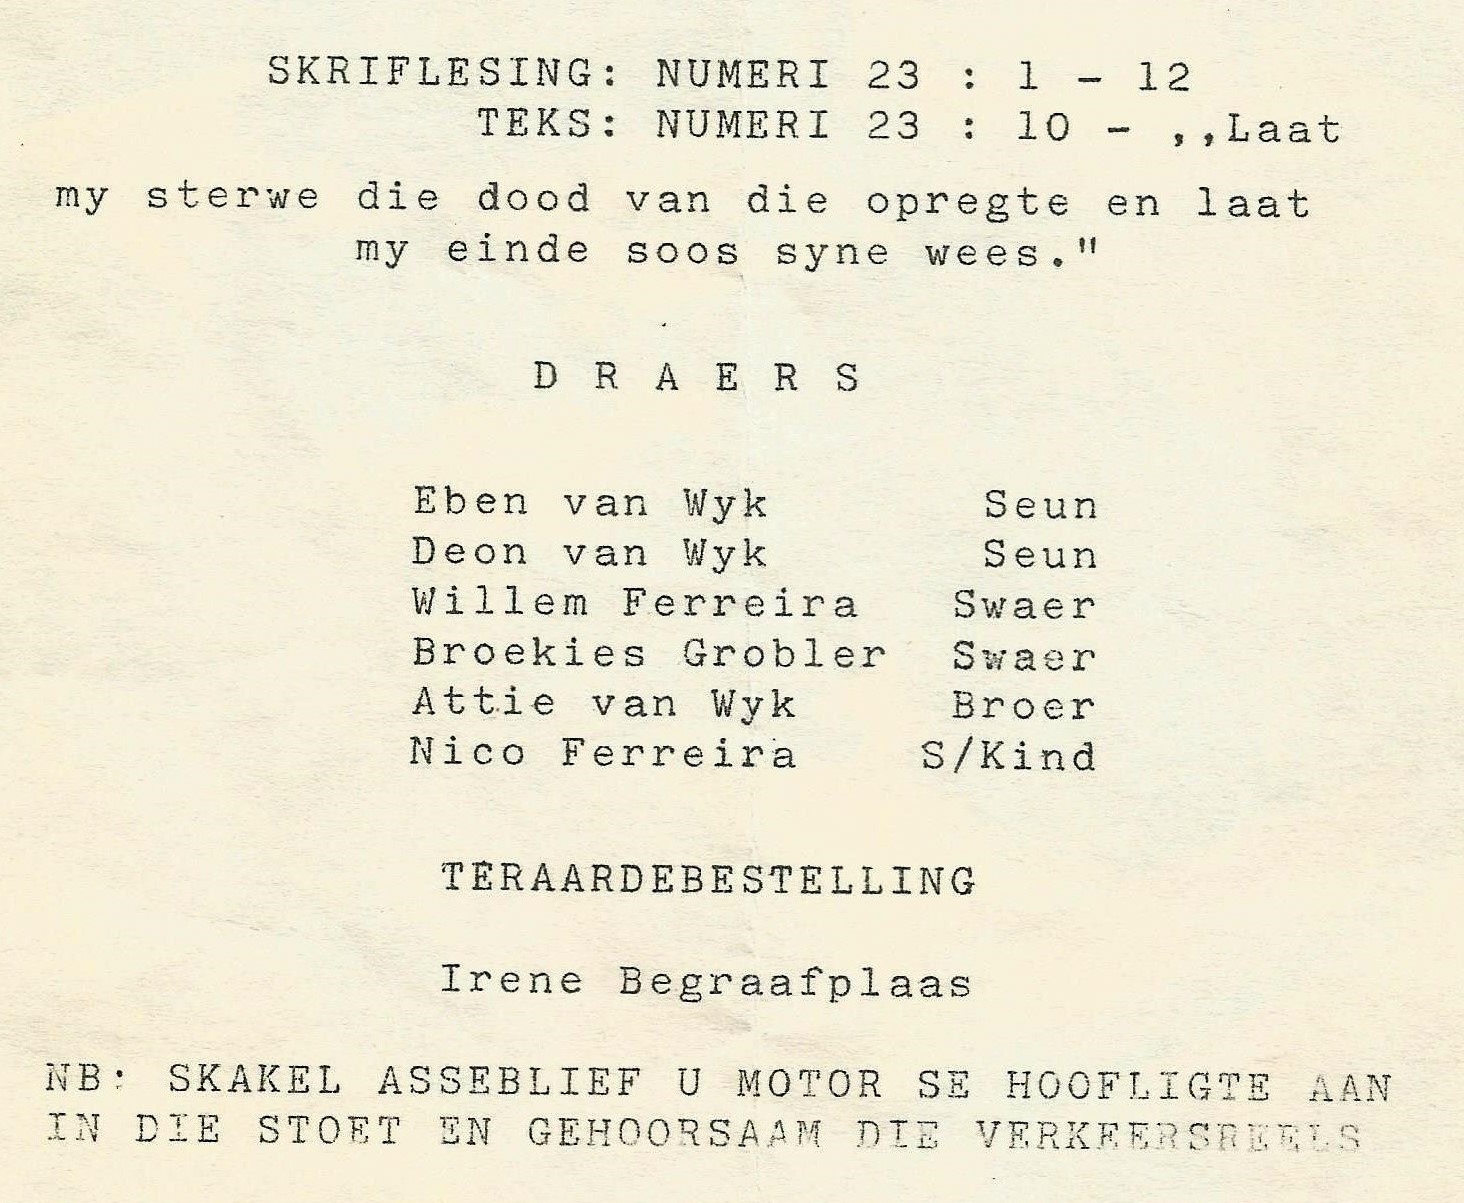 SKRIFLESING: NUMERI 23 : 1 - 12
TEKS: NUMERI 23 : 10 - ,,Laat
my sterwe die dood van die opregte en laat
my einde soos syne wees."
D R A E R S
Eben van Wyk Seun
Deon van Wyk Seun
Willem Ferreira Swaer
Broekies Grobler Swaer
Attie van Wyk Broer
Nico Ferreira S/Kind
TERAARDEBESTELLING
Irene Begraafplaas
NB: SKAKEL ASSEBLIEF U MOTOR SE HOOFLIGTE AAN
IN DIE STOET EN GEHOORSAAM DIE VERKEERSREELS